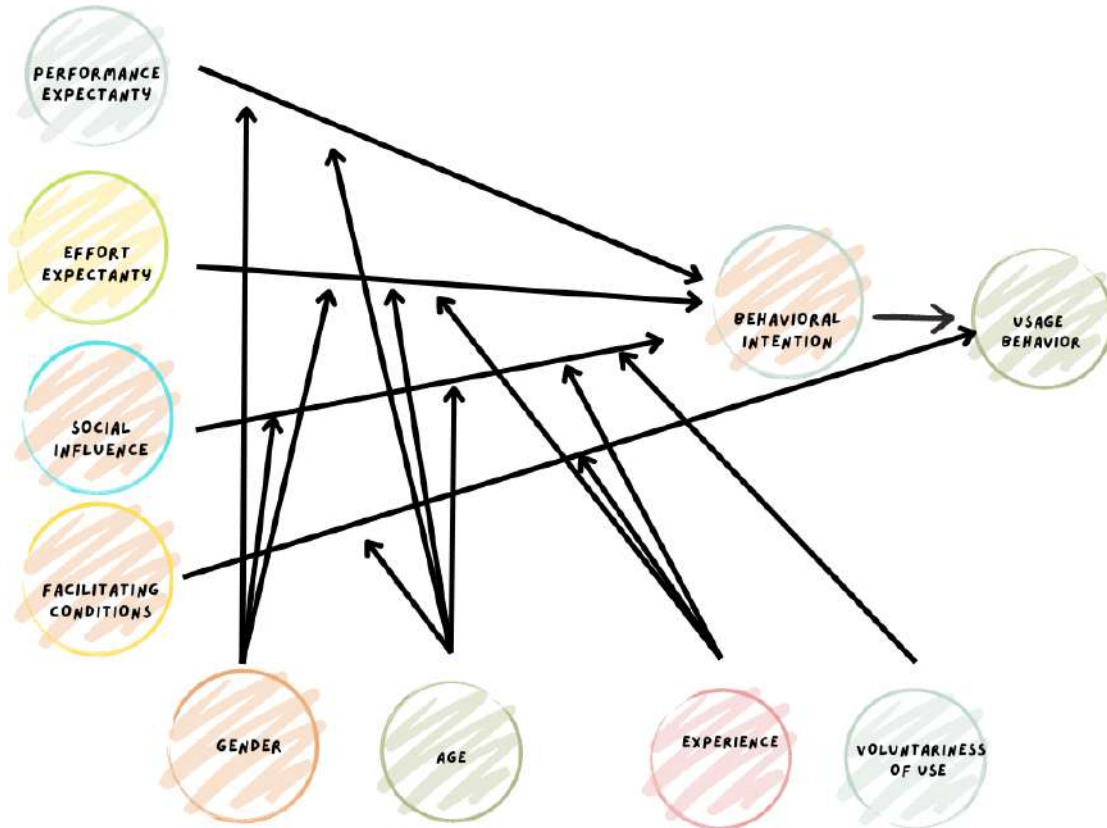 PERFORMANCE
EXPECTANTY
EFFORT
EXPECTANTY
SOCIAL
INFLUENCE
FACILITATING
CONDITIONS
BEHAVIORAL
INTENTION
USAGE
BEHAVIOR
GENDER
AGE
EXPERIENCE
VOLUNTARINESS
OF USE